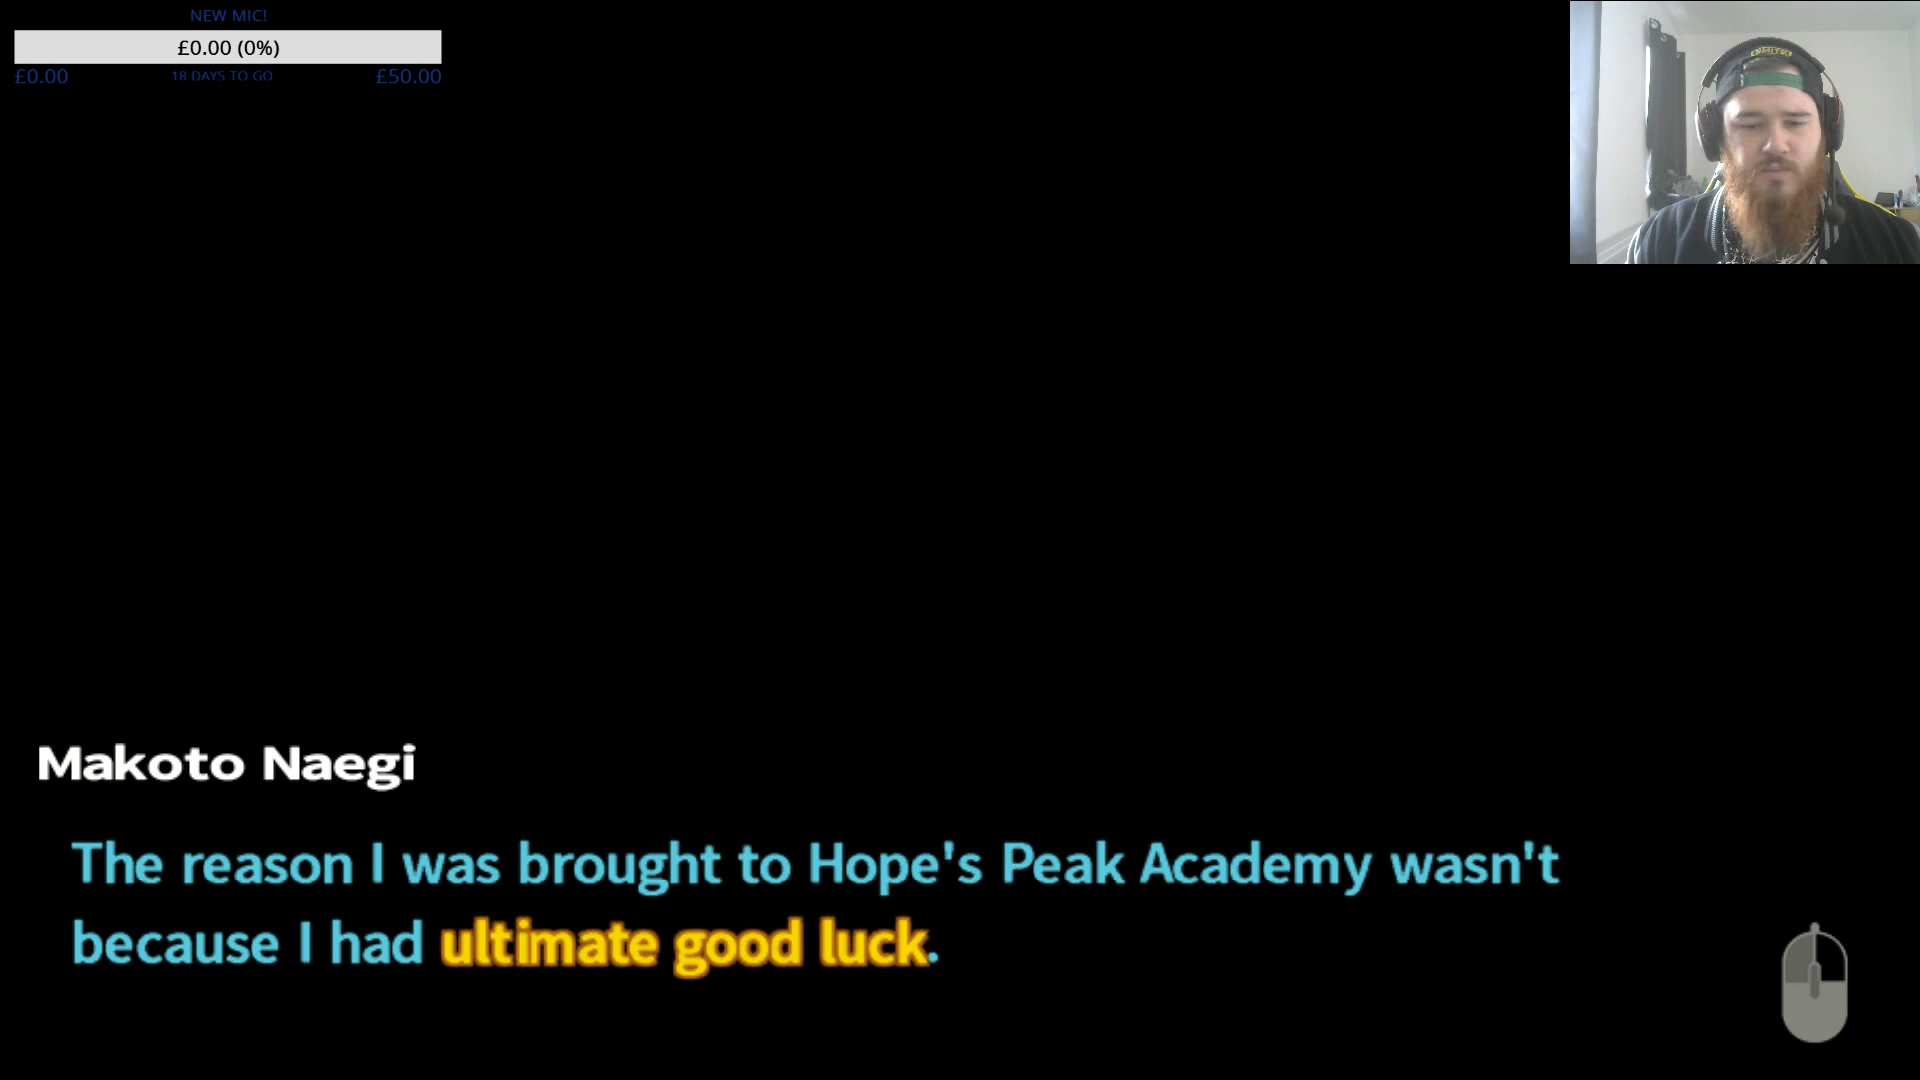 NEW MIC!
£0.00 (0%)
£0.00 18 DAYS TO GO £50.00
Makoto Naegi
The reason I was brought to Hope's Peak Academy wasn't
because I had ultimate good luck.